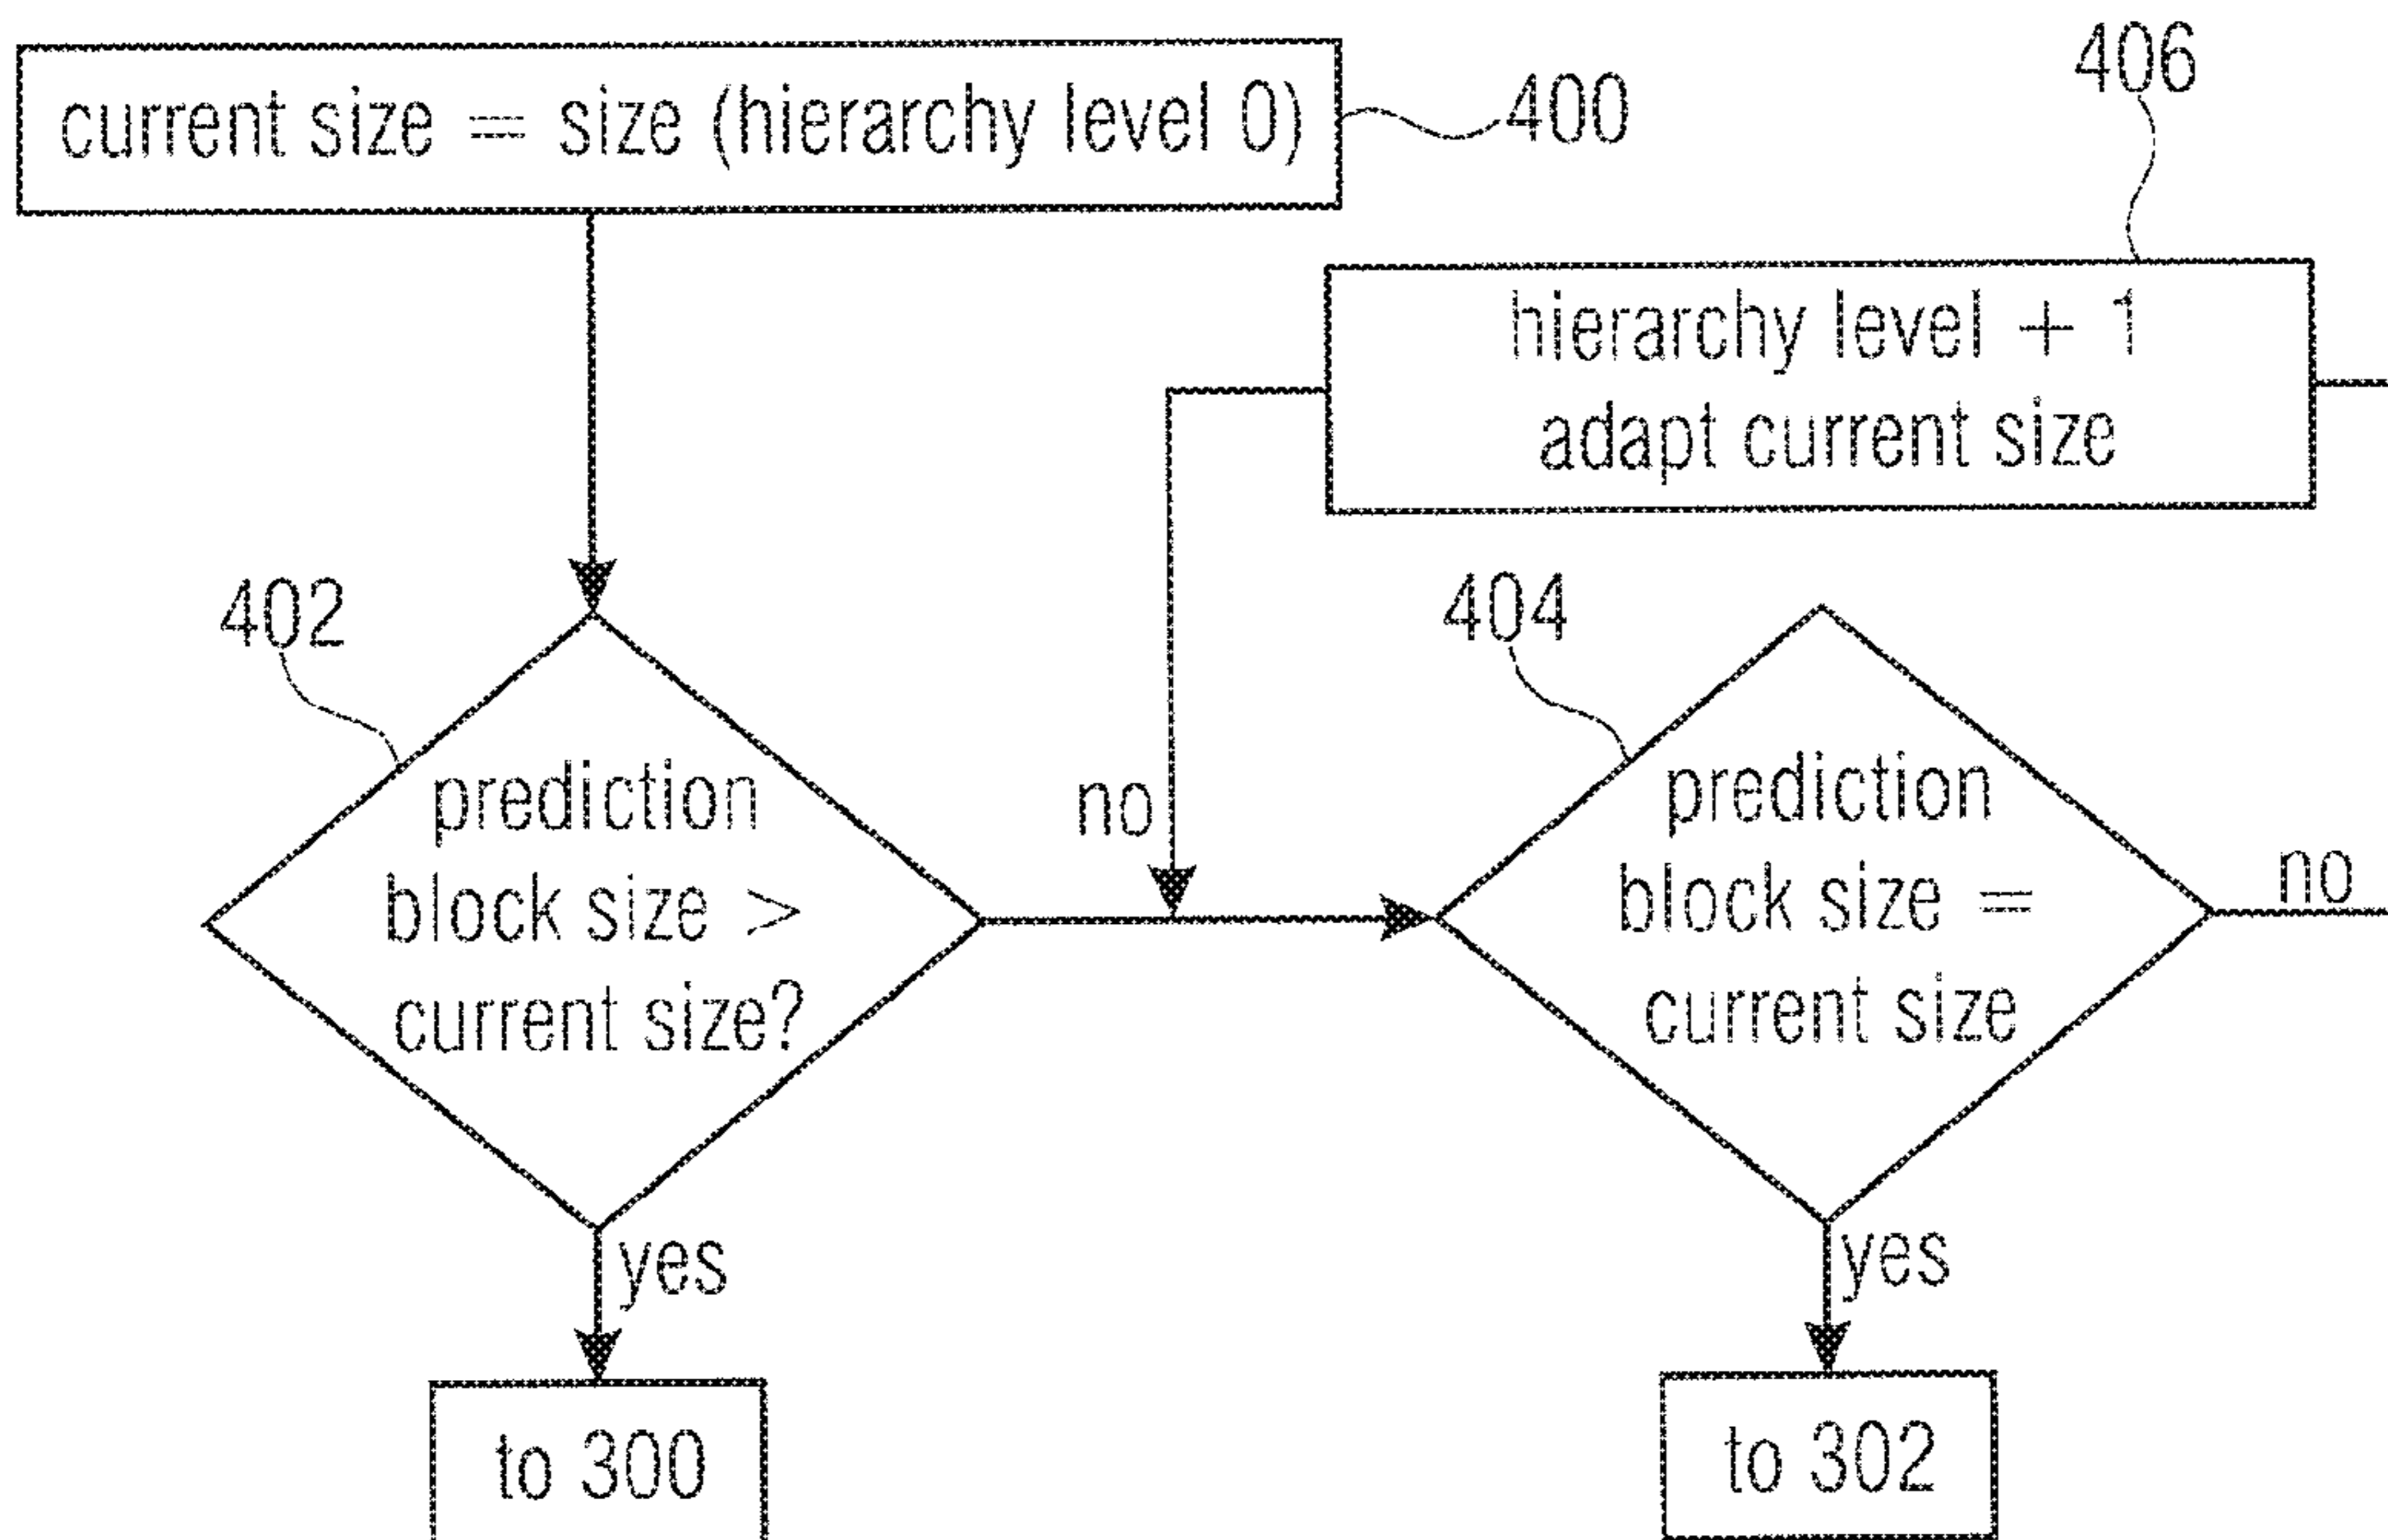 current size = size (hierarchy level 0)
400
406
hierarchy level + 1
adapt current size
402
prediction
block size >
current size?
no
404
prediction
block size =
current size
no
yes
yes
to 300
to 302